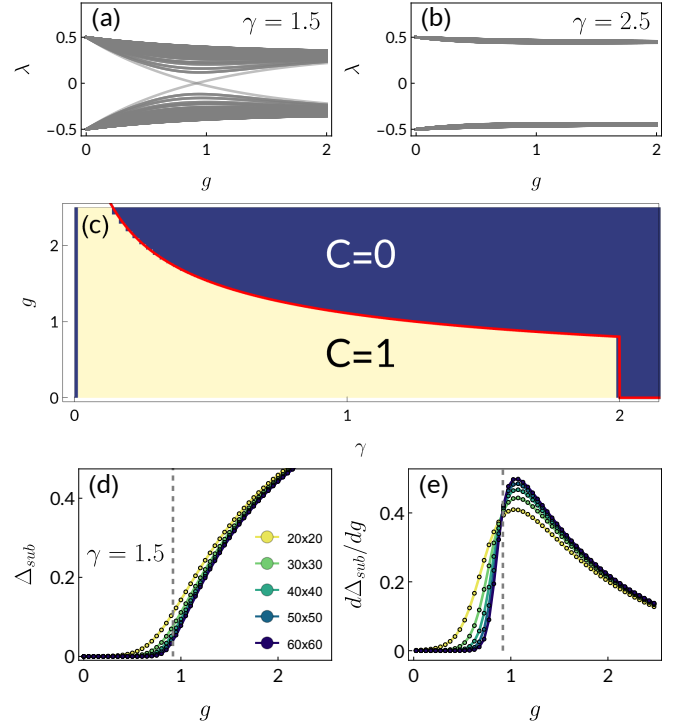 (a) γ = 1.5
(b) γ = 2.5
λ 0.5 0 −0.5
λ 0.5 0 −0.5
0 1 2
0 1 2
g
g
(c)
g 2 1 0
C=0
C=1
0 1 2
γ
(d)
γ = 1.5
Δsub 0.4 0.2 0
20x20
30x30
40x40
50x50
60x60
0 1 2
g
(e)
dΔsub/dg 0.4 0.2 0
0 1 2
g